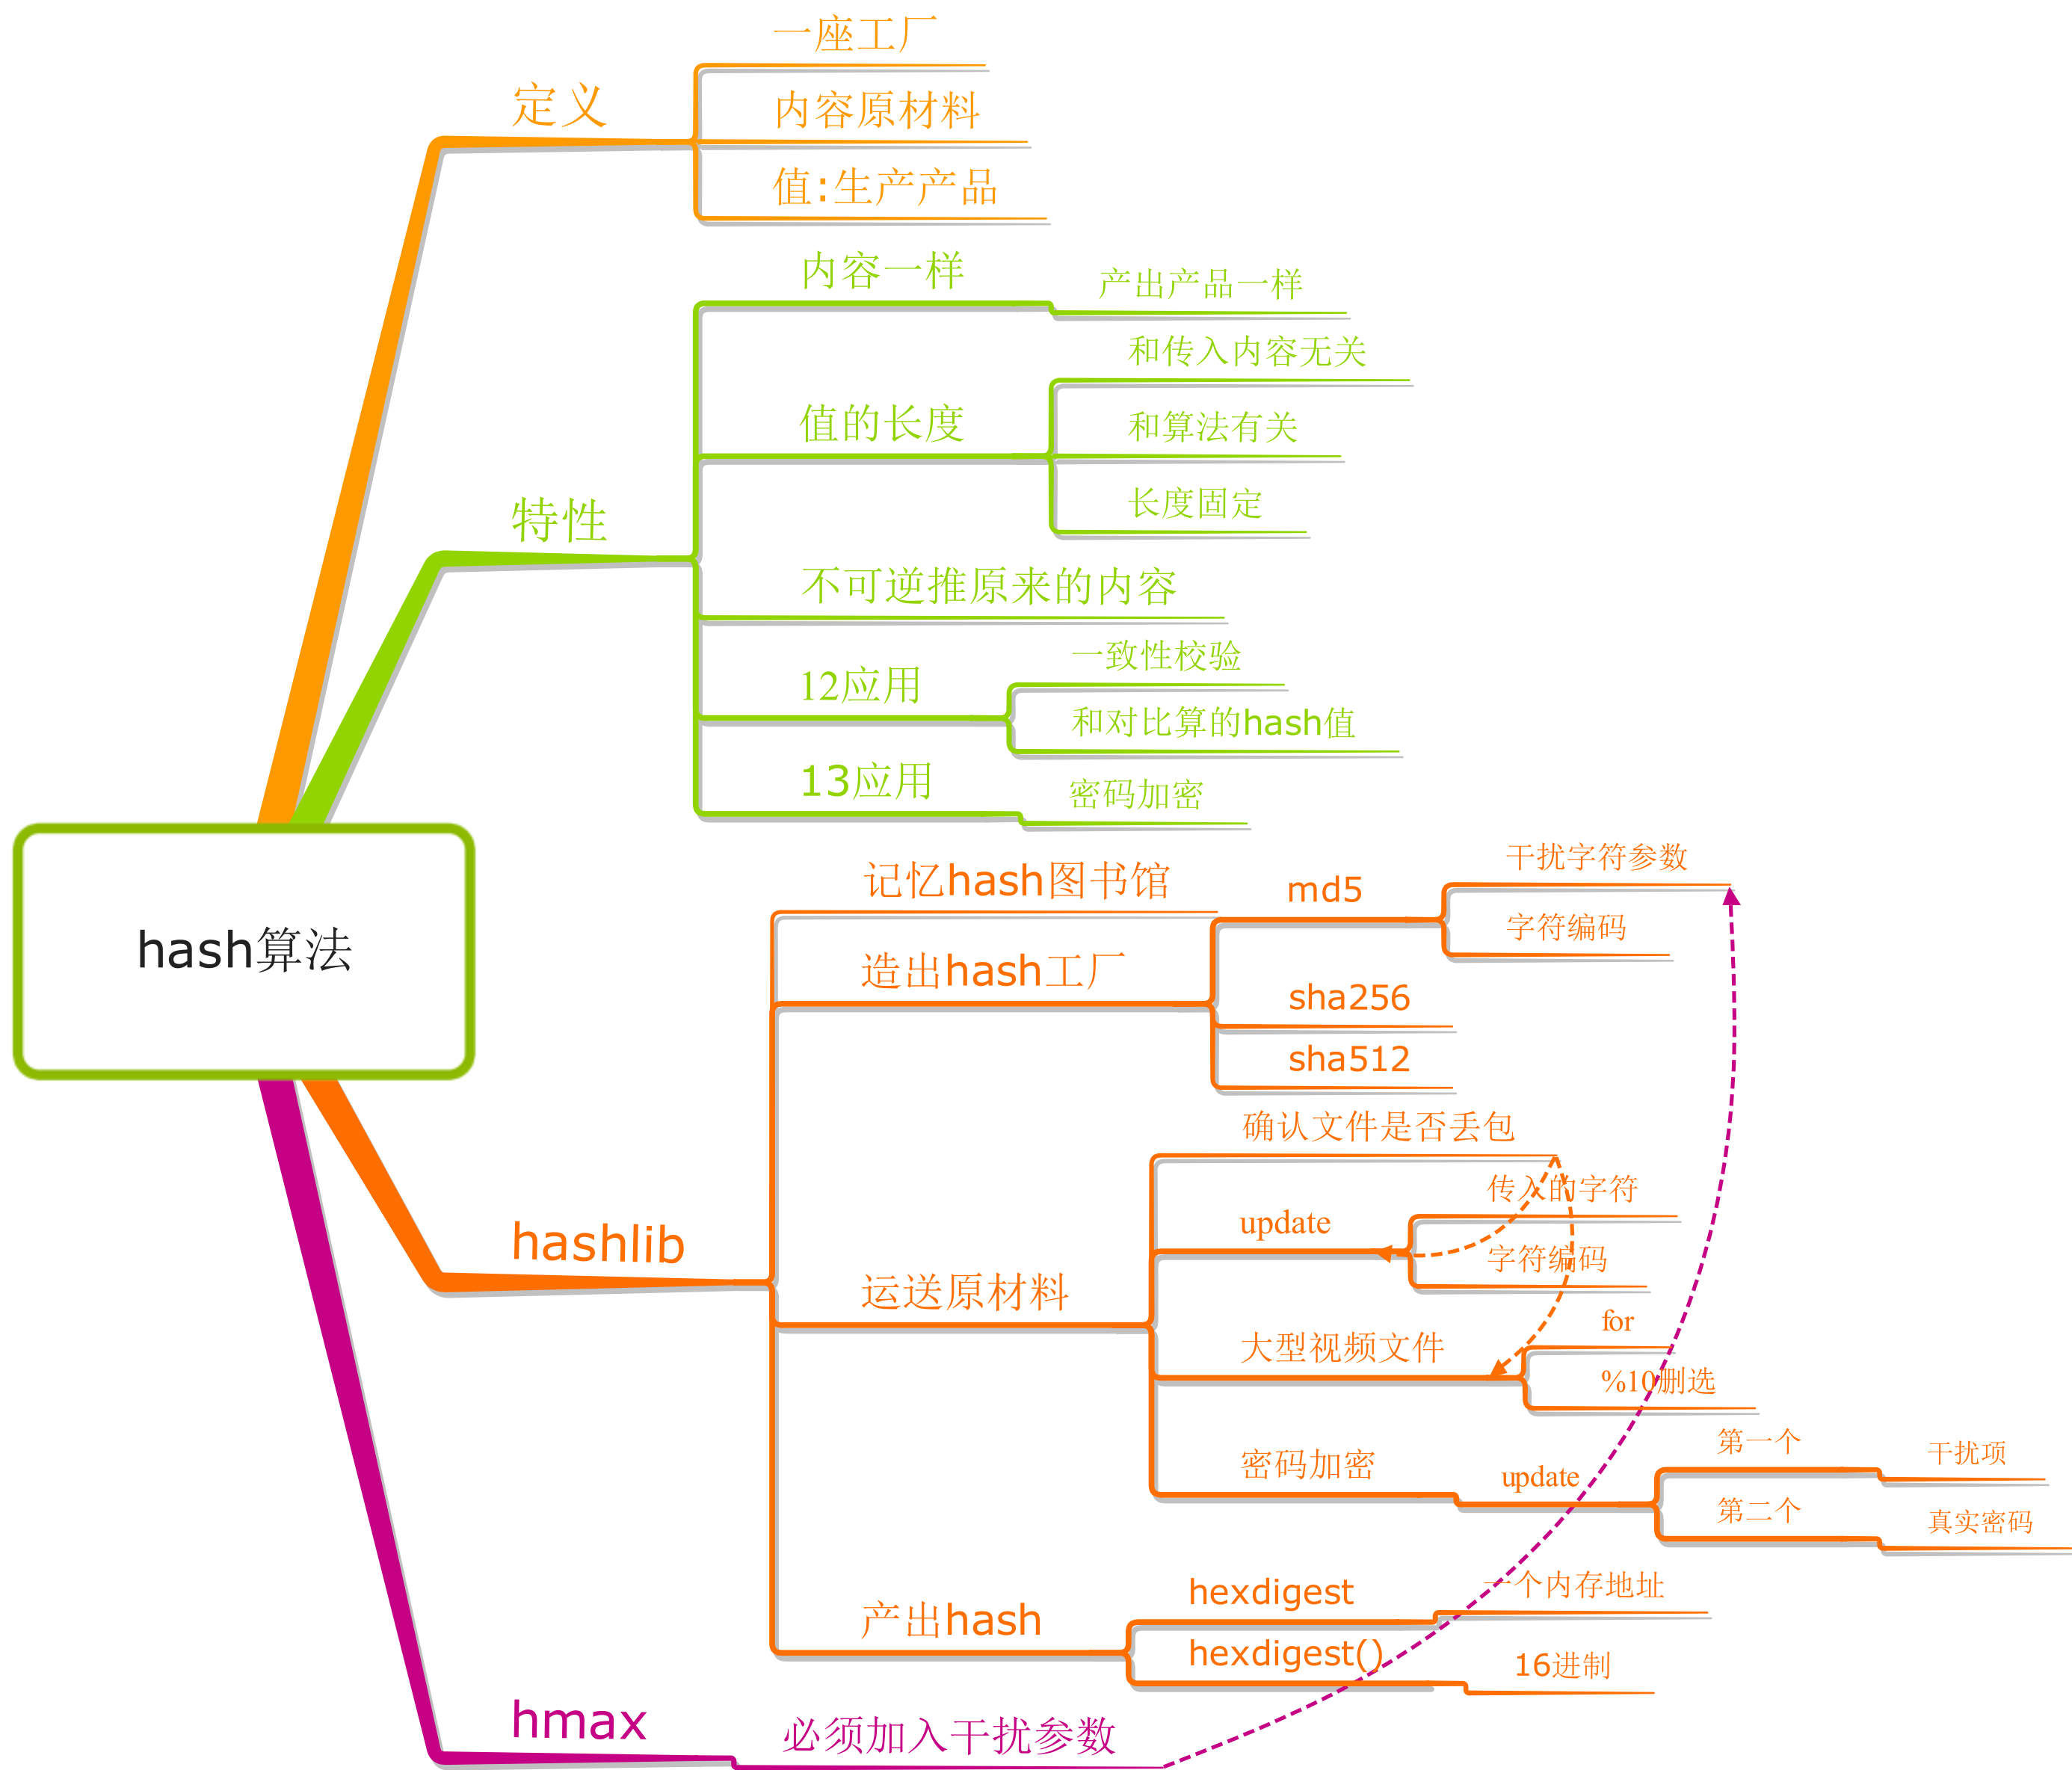 hash算法
定义
一座工厂
内容原材料
值:生产产品
特性
内容一样
产出产品一样
值的长度
和传入内容无关
和算法有关
长度固定
不可逆推原来的内容
12应用
一致性校验
和对比算的hash值
13应用
密码加密
hashlib
记忆hash图书馆
造出hash工厂
md5
干扰字符参数
字符编码
sha256
sha512
运送原材料
确认文件是否丢包
update
传入的字符
字符编码
大型视频文件
for
%10删选
密码加密
update
第一个
干扰项
第二个
真实密码
产出hash
hexdigest
一个内存地址
hexdigest()
16进制
hmax
必须加入干扰参数